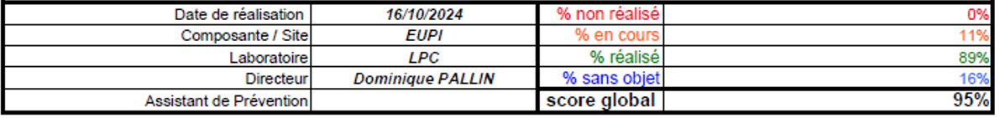 Date de réalisation 16/10/2024 % non réalisé 0%
Composante / Site EUPI % en cours 11%
Laboratoire LPC % réalisé 89%
Directeur Dominique PALLIN % sans objet 16%
Assistant de Prévention score global 95%